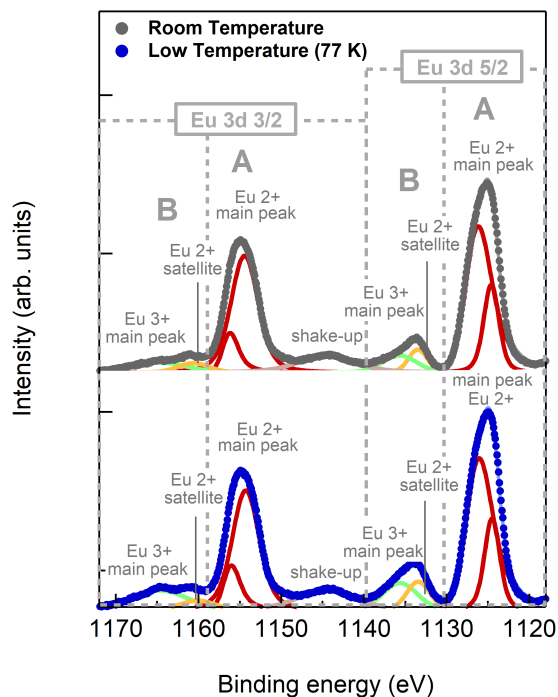 Room Temperature
Low Temperature (77 K)
Eu 3d 5/2
Eu 3d 3/2
A
Eu 2+
main peak
B
Eu 2+
satellite
Eu 3+
main peak
A
Eu 2+
main peak
B
Eu 2+
satellite
Eu 3+
main peak
shake-up
main peak
Eu 2+
Eu 2+
main peak
Eu 2+
satellite
Eu 3+
main peak
Eu 2+
satellite
Eu 3+
main peak
shake-up
Intensity (arb. units)
1170
1160
1150
1140
1130
1120
Binding energy (eV)